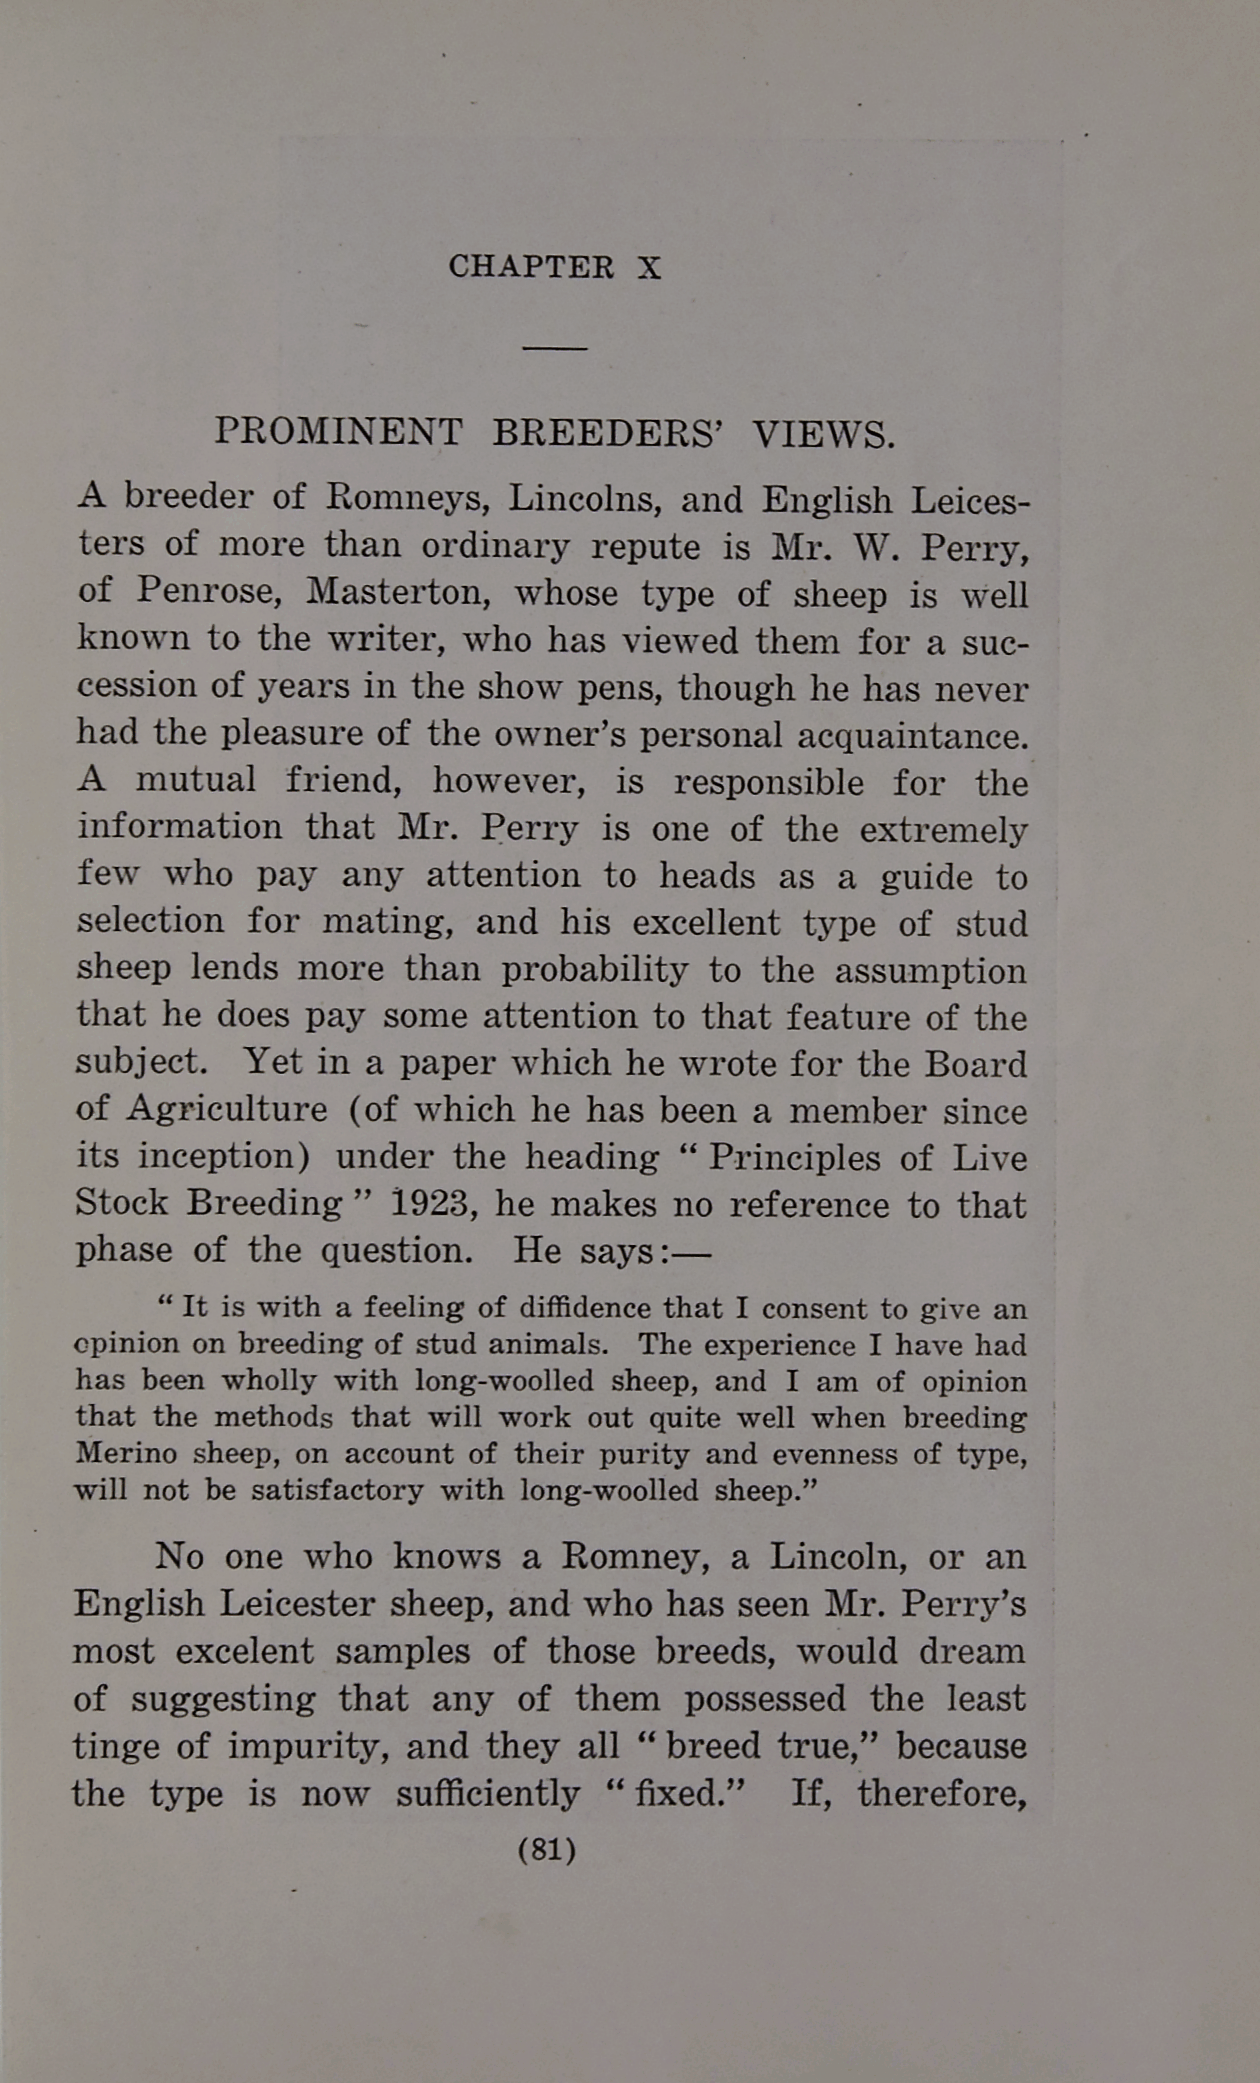 CHAPTER X
PROMINENT BREEDERS' VIEWS.
A breeder of Romneys, Lincolns, and English Leices-
ters of more than ordinary repute is Mr. W. Perry,
of Penrose, Masterton, whose type of sheep is well
known to the writer, who has viewed them for a suc-
cession of years in the show pens, though he has never
had the pleasure of the owner's personal acquaintance.
A mutual friend, however, is responsible for the
information that Mr. Perry is one of the extremely
few who pay any attention to heads as a guide to
selection for mating, and his excellent type of stud
sheep lends more than probability to the assumption
that he does pay some attention to that feature of the
subject. Yet in a paper which he wrote for the Board
of Agriculture (of which he has been a member since
its inception) under the heading “ Principles of Live
Stock Breeding ” 1923, he makes no reference to that
phase of the question. He says:—
“ It is with a feeling of diffidence that I consent to give an
opinion on breeding of stud animals. The experience I have had
has been wholly with long-woolled sheep, and I am of opinion
that the methods that will work out quite well when breeding
Merino sheep, on account of their purity and evenness of type,
will not be satisfactory with long-woolled sheep.”
No one who knows a Romney, a Lincoln, or an
English Leicester sheep, and who has seen Mr. Perry's
most excelent samples of those breeds, would dream
of suggesting that any of them possessed the least
tinge of impurity, and they all “ breed true,” because
the type is now sufficiently “ fixed.” If, therefore,
(81)